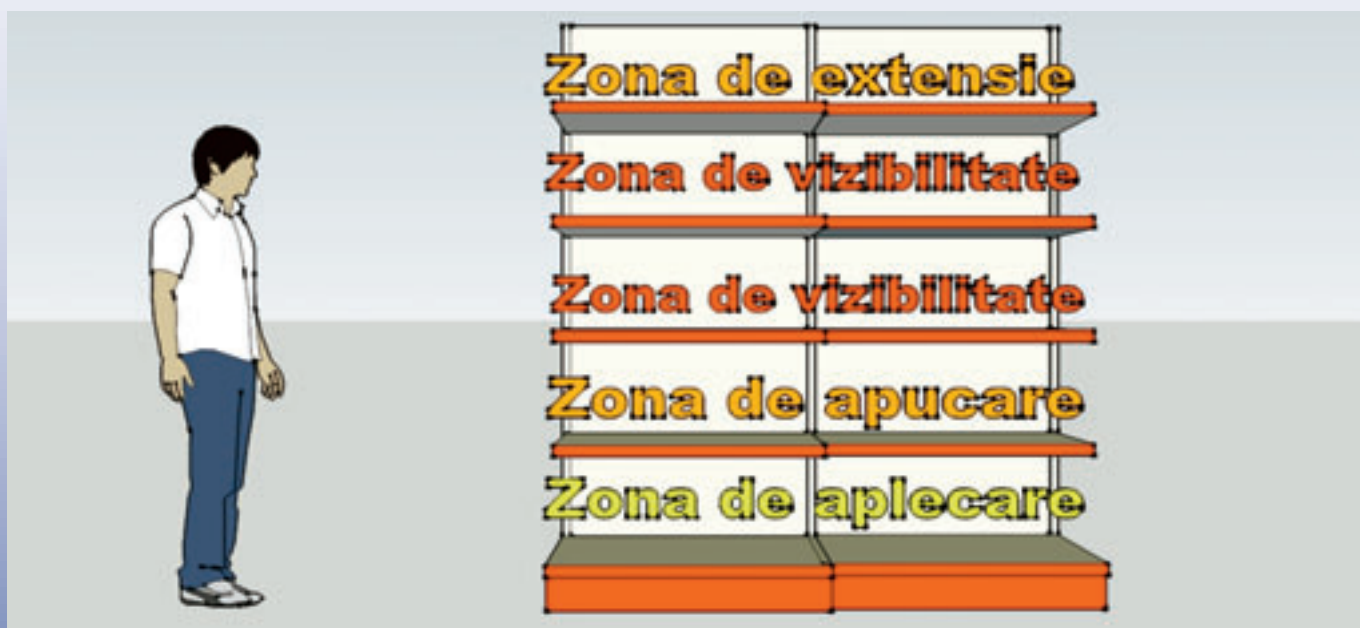 Zona de extensie
Zona de vizibilitate
Zona de vizibilitate
Zona de apucare
Zona de aplecare